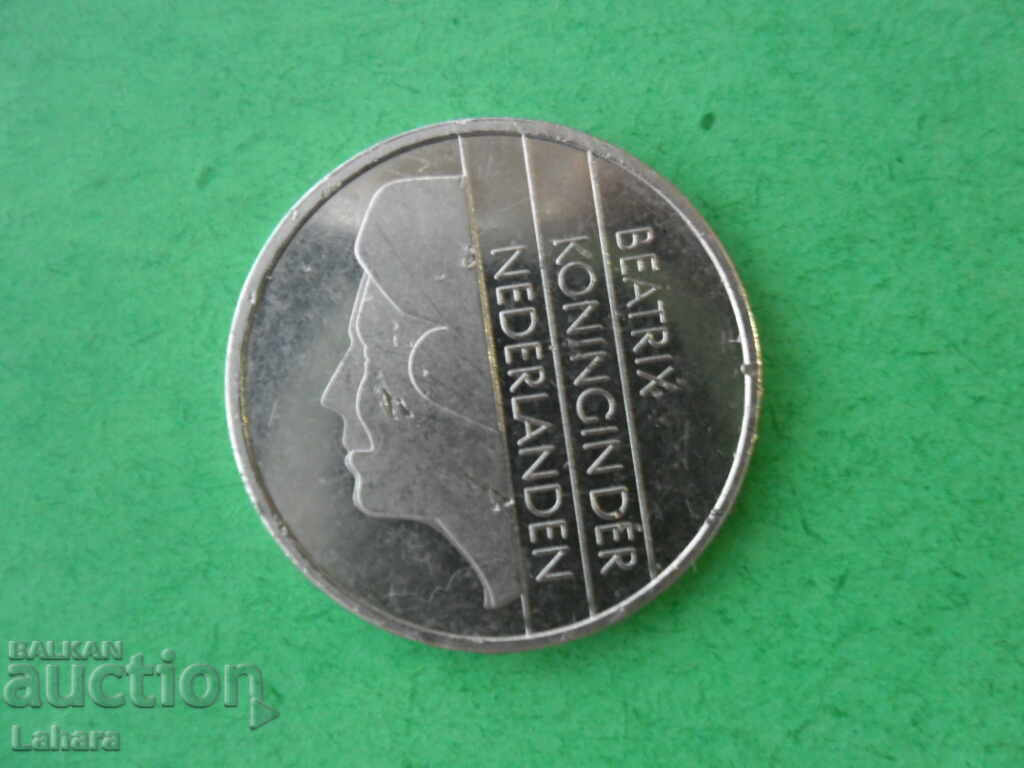 BEATRIX
KONINGIN DER
NEDERLANDEN
BALKAN
auction
Lahara